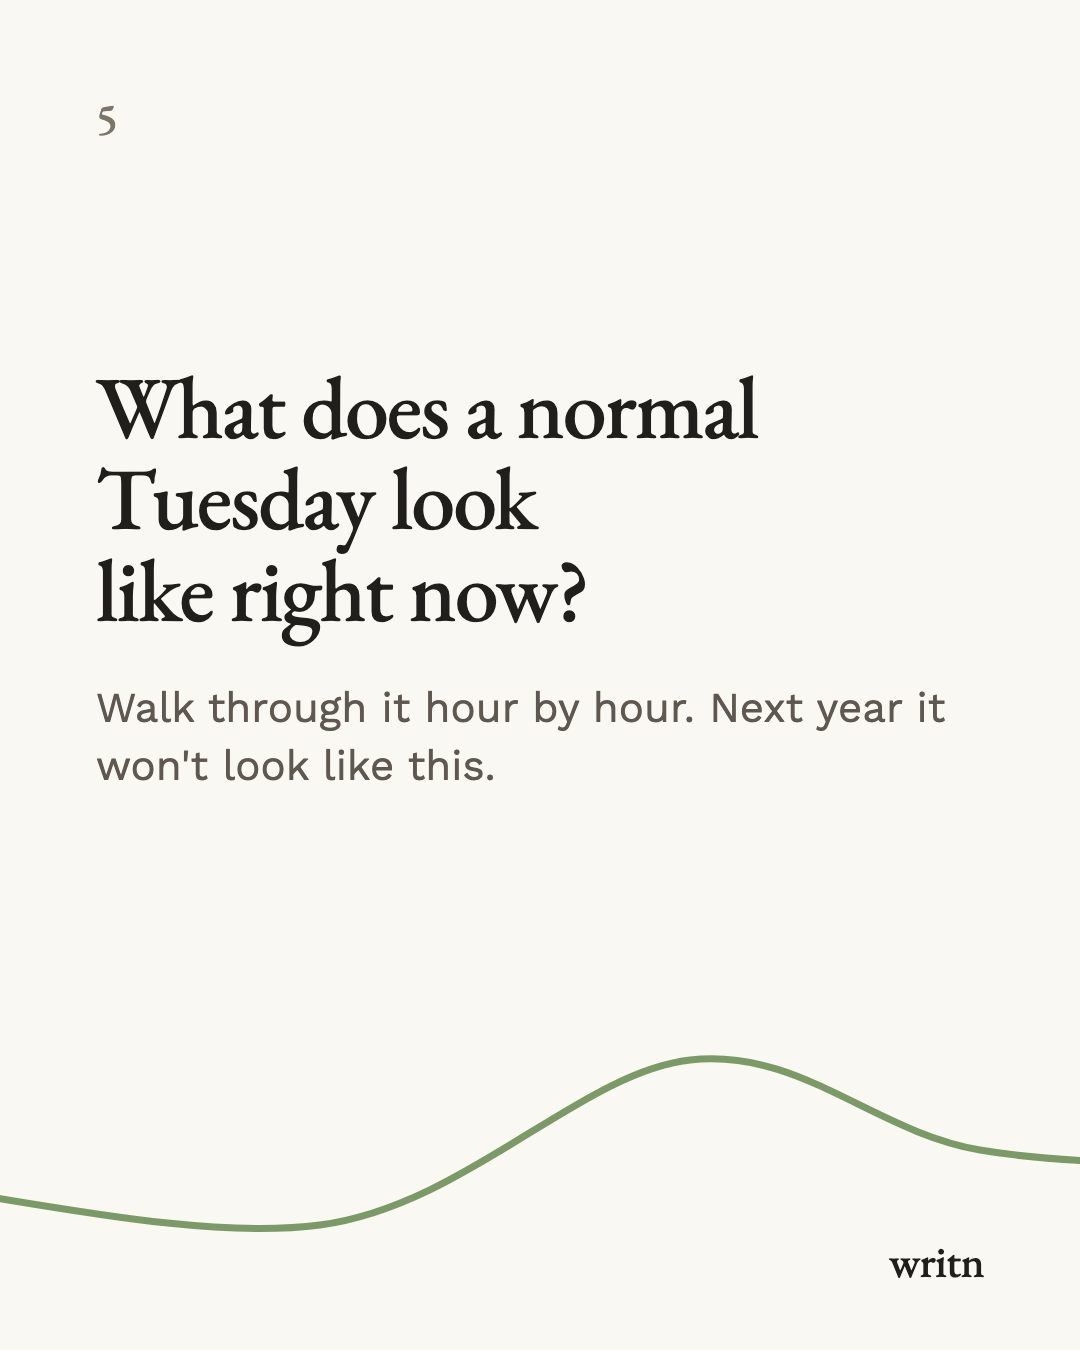 5
What does a normal
Tuesday look
like right now?
Walk through it hour by hour. Next year it
won't look like this.
writn